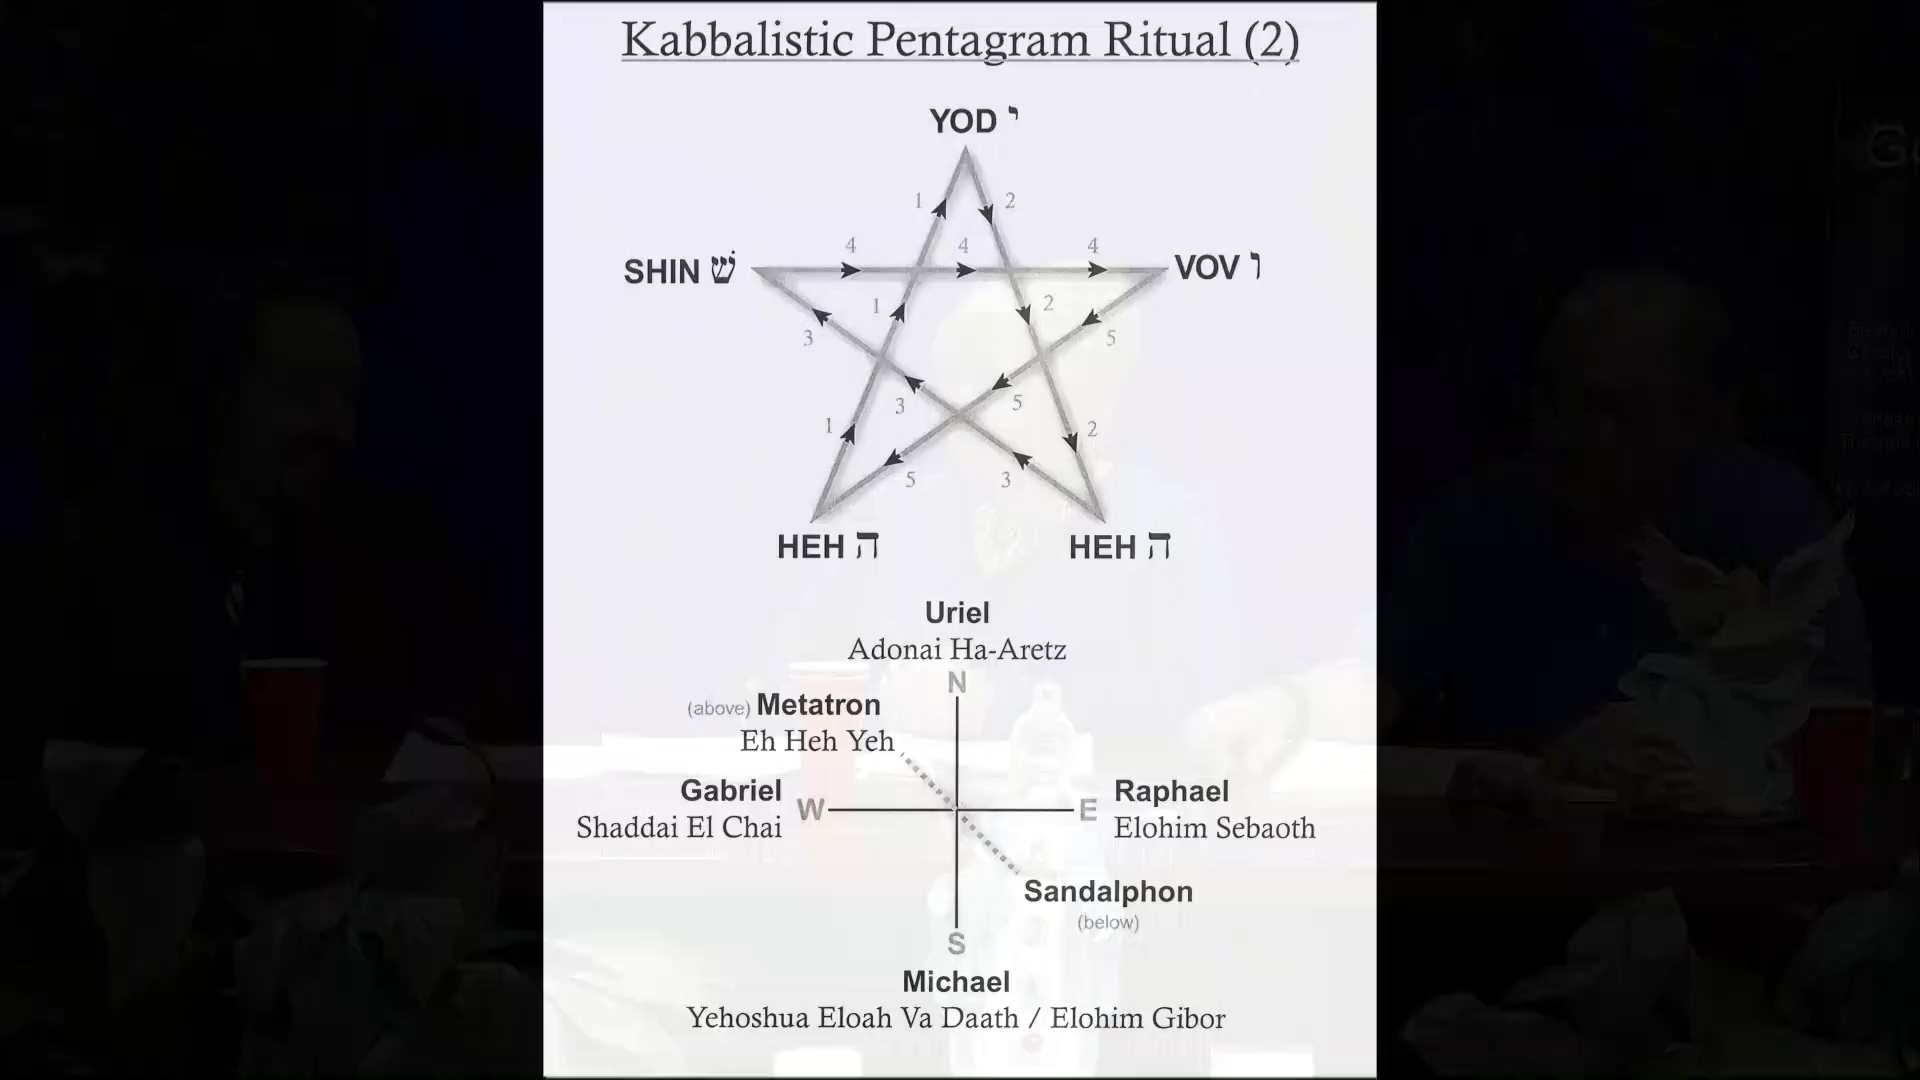 Kabbalistic Pentagram Ritual (2)
YOD י
1
2
SHIN שׁ
4
4
4
VOV ו
1
2
3
5
3
5
1
2
5
3
HEH ה
HEH ה
Uriel
Adonai Ha-Aretz
N
(above) Metatron
Eh Heh Yeh
Gabriel
Shaddai El Chai
W
E
Raphael
Elohim Sebaoth
Sandalphon
(below)
S
Michael
Yehoshua Eloah Va Daath / Elohim Gibor